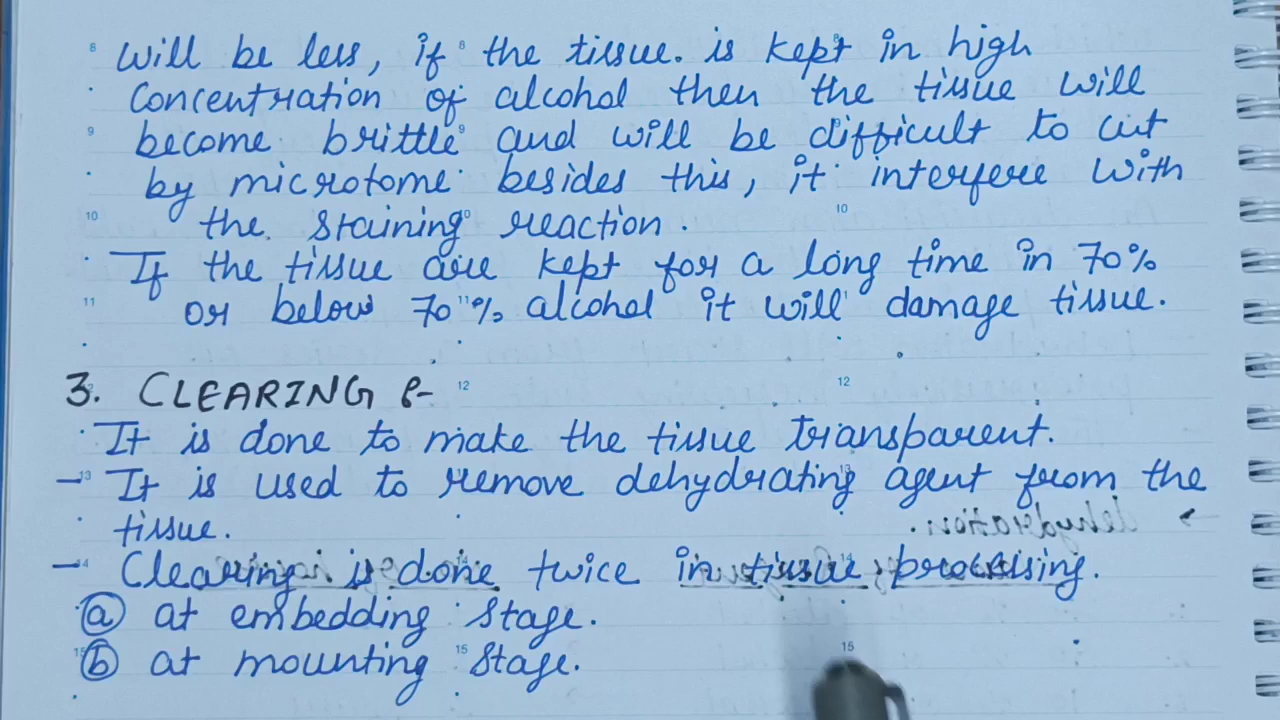 will be less, if the tissue. is kept in high
Concentration of alcohol then the tissue will
become brittle and will be difficult to cut
by microtome besides this, it interfere with
the staining reaction.
If the tissue are kept for a long time in 70%
or below 70% alcohol it will damage tissue.
3. CLEARING :-
It is done to make the tissue transparent.
- It is used to remove dehydrating agent from the
tissue.
- Clearing is done twice in tissue processing.
(a) at embedding stage.
(b) at mounting stage.